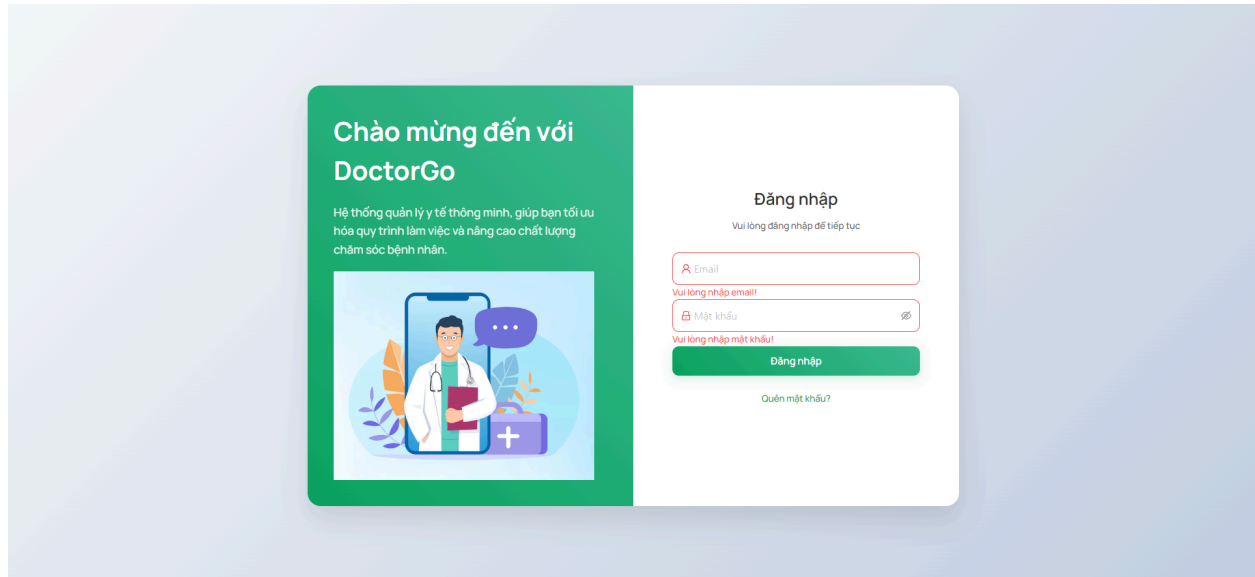 Chào mừng đến với
DoctorGo
Hệ thống quản lý y tế thông minh, giúp bạn tối ưu
hóa quy trình làm việc và nâng cao chất lượng
chăm sóc bệnh nhân.
Đăng nhập
Vui lòng đăng nhập để tiếp tục
Email
Vui lòng nhập email!
Mật khẩu
Vui lòng nhập mật khẩu!
Đăng nhập
Quên mật khẩu?